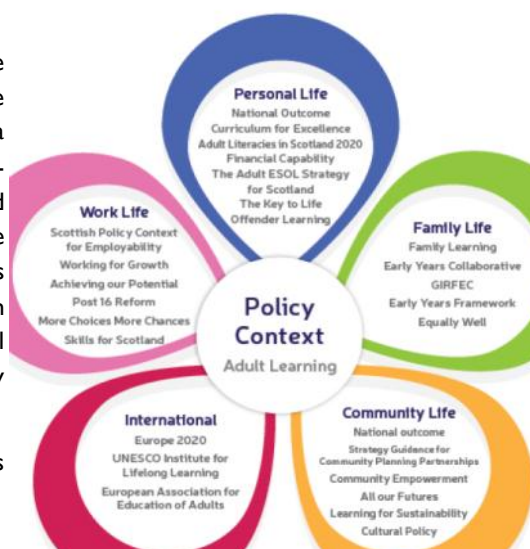 Personal Life
National Outcome
Curriculum for Excellence
Adult Literacies in Scotland 2020
Financial Capability
The Adult ESOL Strategy
for Scotland
The Key to Life
Offender Learning
Work Life
Scottish Policy Context
for Employability
Working for Growth
Achieving our Potential
Post 16 Reform
More Choices More Chances
Skills for Scotland
Family Life
Family Learning
Early Years Collaborative
GIRFEC
Early Years Framework
Equally Well
Policy
Context
Adult Learning
International
Europe 2020
UNESCO Institute for
Lifelong Learning
European Association for
Education of Adults
Community Life
National outcome
Strategy Guidance for
Community Planning Partnerships
Community Empowerment
All our Futures
Learning for Sustainability
Cultural Policy